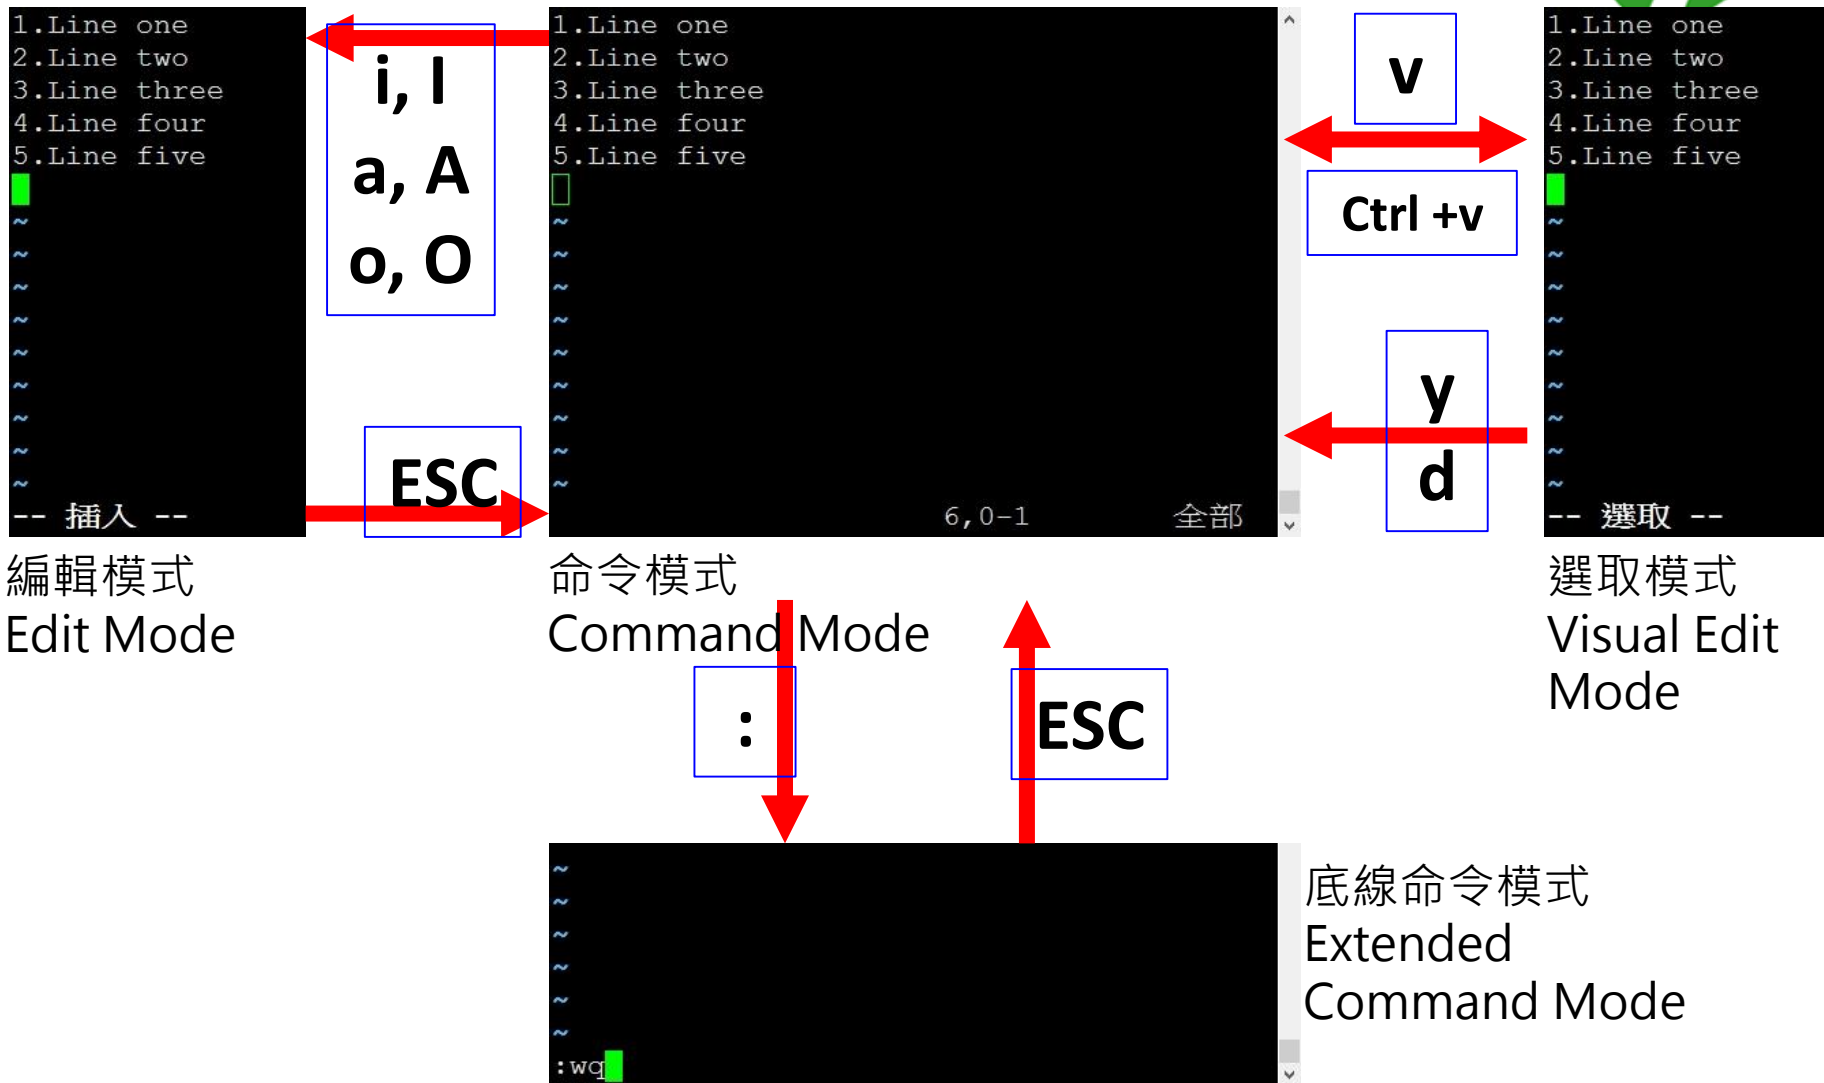 1.Line one
2.Line two
3.Line three
4.Line four
5.Line five
~
~
~
~
~
~
~
~
~
-- 插入 --
編輯模式
Edit Mode
i, I
a, A
o, O
ESC
1.Line one
2.Line two
3.Line three
4.Line four
5.Line five
~
~
~
~
~
~
~
~
~
6,0-1 全部
命令模式
Command Mode
v
Ctrl +v
y
d
1.Line one
2.Line two
3.Line three
4.Line four
5.Line five
~
~
~
~
~
~
~
~
~
-- 選取 --
選取模式
Visual Edit
Mode
:
ESC
~
~
~
~
~
~
:wq
底線命令模式
Extended
Command Mode